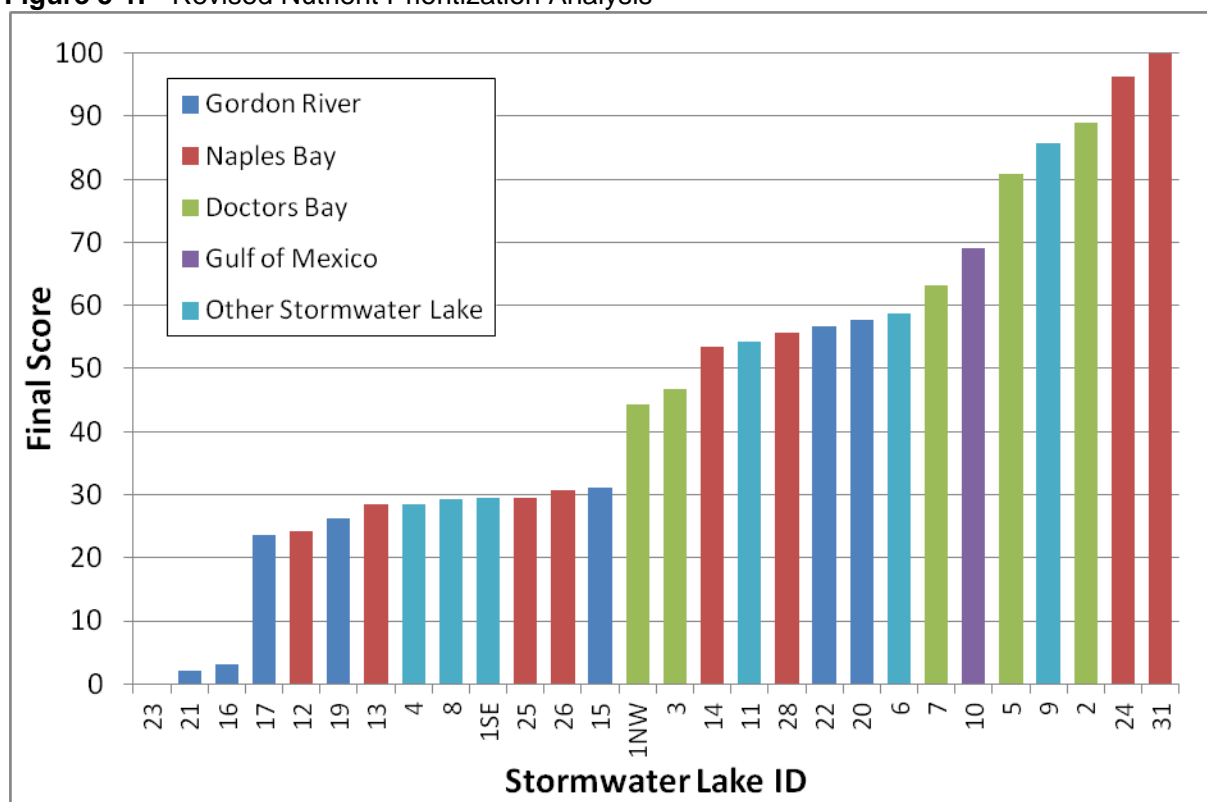 Figure 3-1. Revised Nutrient Prioritization Analysis
100
90
80
70
60
50
40
30
20
10
0
Final Score
Gordon River
Naples Bay
Doctors Bay
Gulf of Mexico
Other Stormwater Lake
23 21 16 17 12 19 13 4 8 1SE 25 26 15 1NW 3 14 11 28 22 20 6 7 10 5 9 2 24 31
Stormwater Lake ID